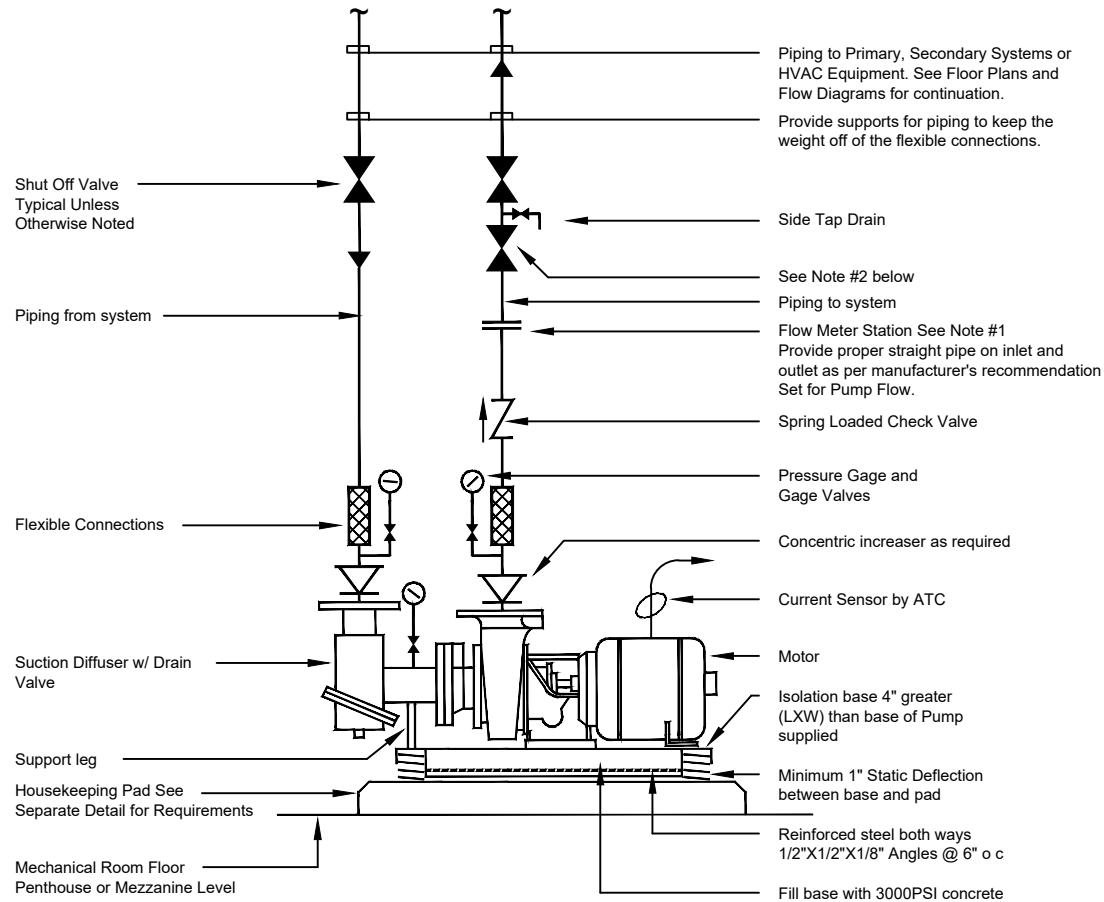 Shut Off Valve
Typical Unless
Otherwise Noted
Piping from system
Flexible Connections
Suction Diffuser w/ Drain
Valve
Support leg
Housekeeping Pad See
Separate Detail for Requirements
Mechanical Room Floor
Penthouse or Mezzanine Level
Piping to Primary, Secondary Systems or
HVAC Equipment. See Floor Plans and
Flow Diagrams for continuation.
Provide supports for piping to keep the
weight off of the flexible connections.
Side Tap Drain
See Note #2 below
Piping to system
Flow Meter Station See Note #1
Provide proper straight pipe on inlet and
outlet as per manufacturer's recommendation
Set for Pump Flow.
Spring Loaded Check Valve
Pressure Gage and
Gage Valves
Concentric increaser as required
Current Sensor by ATC
Motor
Isolation base 4" greater
(LXW) than base of Pump
supplied
Minimum 1" Static Deflection
between base and pad
Reinforced steel both ways
1/2"X1/2"X1/8" Angles @ 6" o c
Fill base with 3000PSI concrete